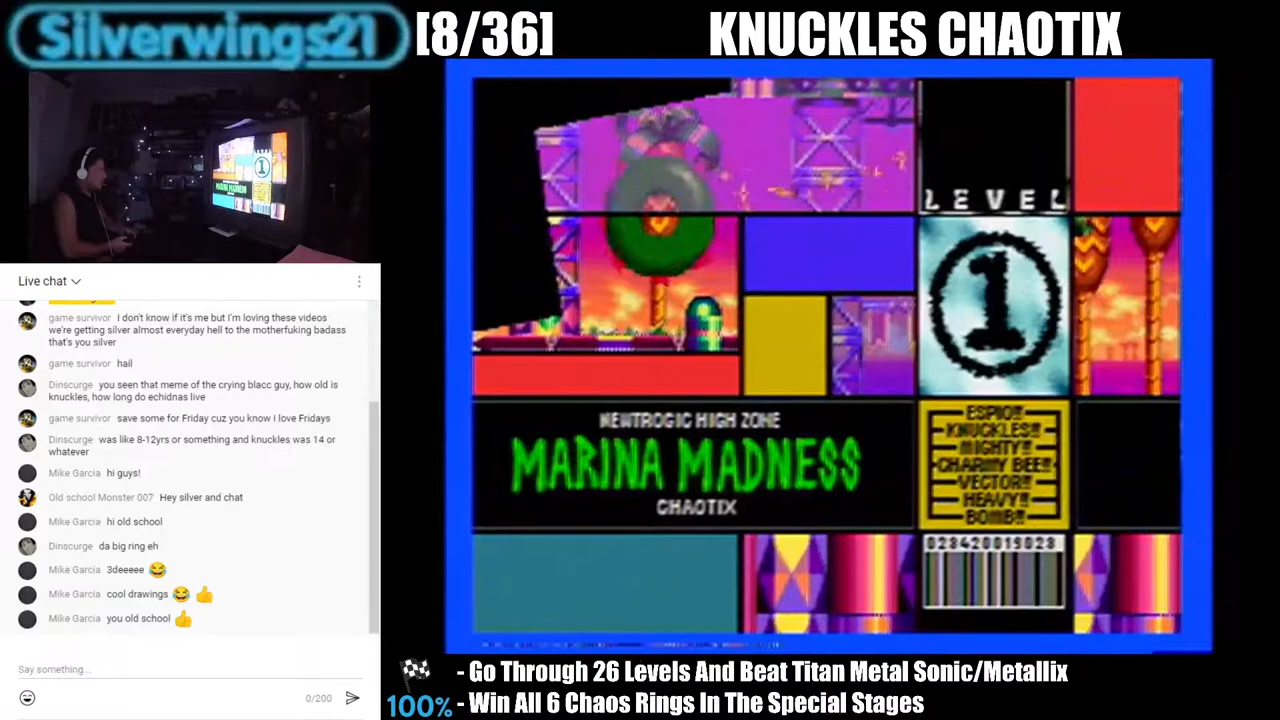 Silverwings21
[8/36]
KNUCKLES CHAOTIX
Live chat
game survivor I don't know if it's me but I'm loving these videos
we're getting silver almost everyday hell to the motherfuking badass
that's you silver
game survivor hail
Dinscurge you seen that meme of the crying blacc guy, how old is
knuckles, how long do echidnas live
game survivor save some for Friday cuz you know I love Fridays
Dinscurge was like 8-12yrs or something and knuckles was 14 or
whatever
Mike Garcia hi guys!
Old school Monster 007 Hey silver and chat
Mike Garcia hi old school
Dinscurge da big ring eh
Mike Garcia 3deeeee 😂
Mike Garcia cool drawings 😂 👍
Mike Garcia you old school 👍
Say something...
0/200
LEVEL
1
NEWTROGIC HIGH ZONE
MARINA MADNESS
CHAOTIX
ESPIO!!
KNUCKLES!!
MIGHTY!!
CHARMY BEE!!
VECTOR!!
HEAVY!!
BOMB!!
028420019028
- Go Through 26 Levels And Beat Titan Metal Sonic/Metallix
100% - Win All 6 Chaos Rings In The Special Stages